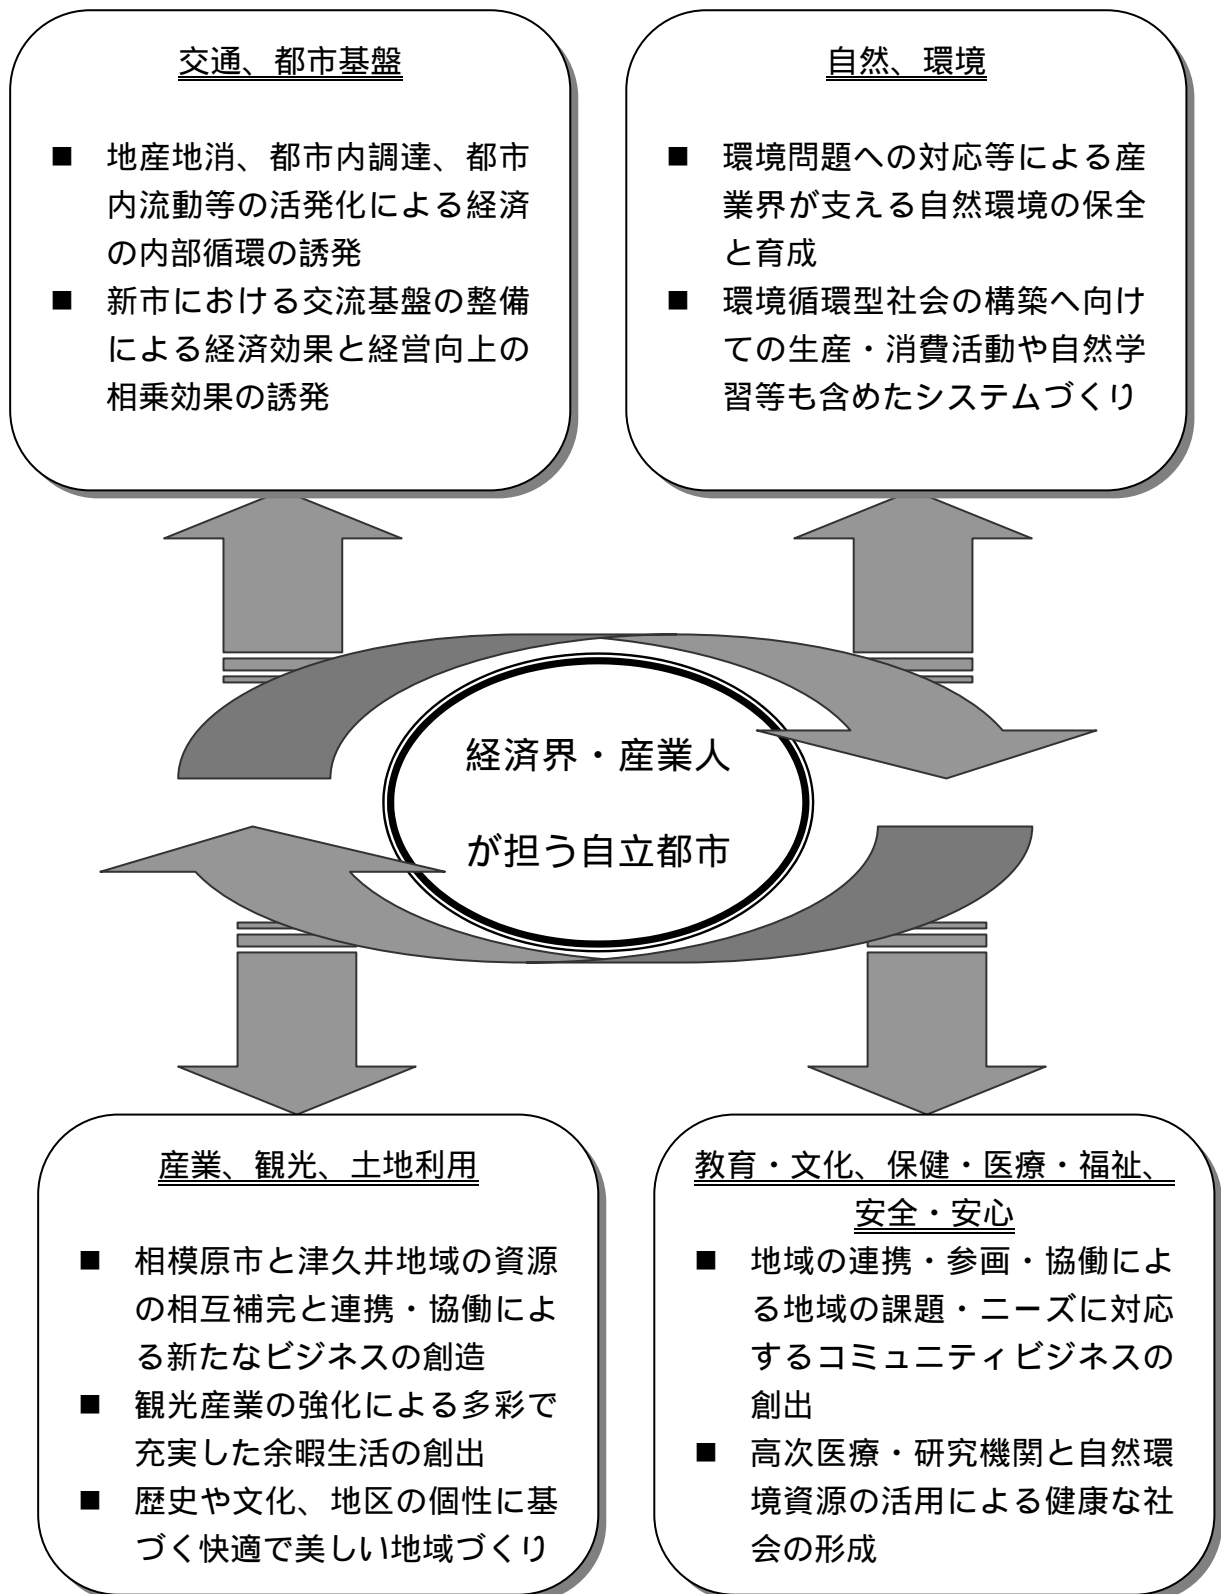 交通、都市基盤
■ 地産地消、都市内調達、都市
内流動等の活発化による経済
の内部循環の誘発
■ 新市における交流基盤の整備
による経済効果と経営向上の
相乗効果の誘発
自然、環境
■ 環境問題への対応等による産
業界が支える自然環境の保全
と育成
■ 環境循環型社会の構築へ向け
ての生産・消費活動や自然学
習等も含めたシステムづくり
経済界・産業人
が担う自立都市
産業、観光、土地利用
■ 相模原市と津久井地域の資源
の相互補完と連携・協働によ
る新たなビジネスの創造
■ 観光産業の強化による多彩で
充実した余暇生活の創出
■ 歴史や文化、地区の個性に基
づく快適で美しい地域づくり
教育・文化、保健・医療・福祉、
安全・安心
■ 地域の連携・参画・協働によ
る地域の課題・ニーズに対応
するコミュニティビジネスの
創出
■ 高次医療・研究機関と自然環
境資源の活用による健康な社
会の形成